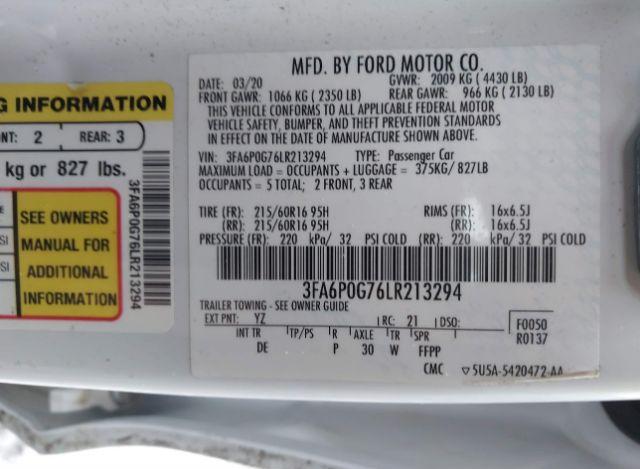 G INFORMATION
NT: 2 REAR: 3
kg or 827 lbs.
SI
SI
SEE OWNERS
MANUAL FOR
ADDITIONAL
INFORMATION
3FA6P0G76LR213294
MFD. BY FORD MOTOR CO.
DATE: 03/20 GVWR: 2009 KG (4430 LB)
FRONT GAWR: 1066 KG (2350 LB) REAR GAWR: 966 KG (2130 LB)
THIS VEHICLE CONFORMS TO ALL APPLICABLE FEDERAL MOTOR
VEHICLE SAFETY, BUMPER, AND THEFT PREVENTION STANDARDS
IN EFFECT ON THE DATE OF MANUFACTURE SHOWN ABOVE.
VIN: 3FA6P0G76LR213294 TYPE: Passenger Car
MAXIMUM LOAD = OCCUPANTS + LUGGAGE = 375KG/827LB
OCCUPANTS = 5 TOTAL; 2 FRONT, 3 REAR
TIRE (FR): 215/60R16 95H RIMS (FR): 16x6.5J
(RR): 215/60R16 95H (RR): 16x6.5J
PRESSURE (FR): 220 kPa/ 32 PSI COLD (RR): 220 kPa/ 32 PSI COLD
3FA6P0G76LR213294
TRAILER TOWING - SEE OWNER GUIDE
EXT PNT: YZ RC: 21 DSO: F0050
INT TR TP/PS R AXLE TR SPR R0137
DE P 30 W FFPP
CMC ▽5U5A-5420472-AA